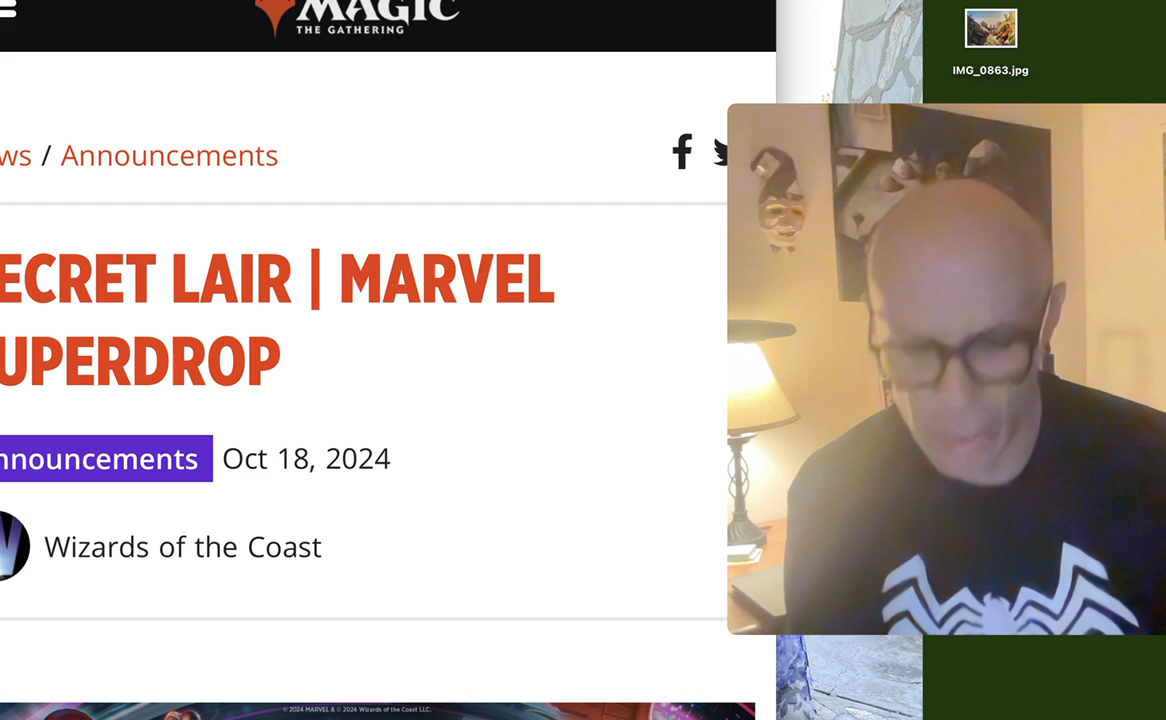 MAGIC
THE GATHERING
IMG_0863.jpg
ws / Announcements
ECRET LAIR | MARVEL
UPERDROP
nnouncements Oct 18, 2024
Wizards of the Coast
© 2024 MARVEL & © 2024 Wizards of the Coast LLC.